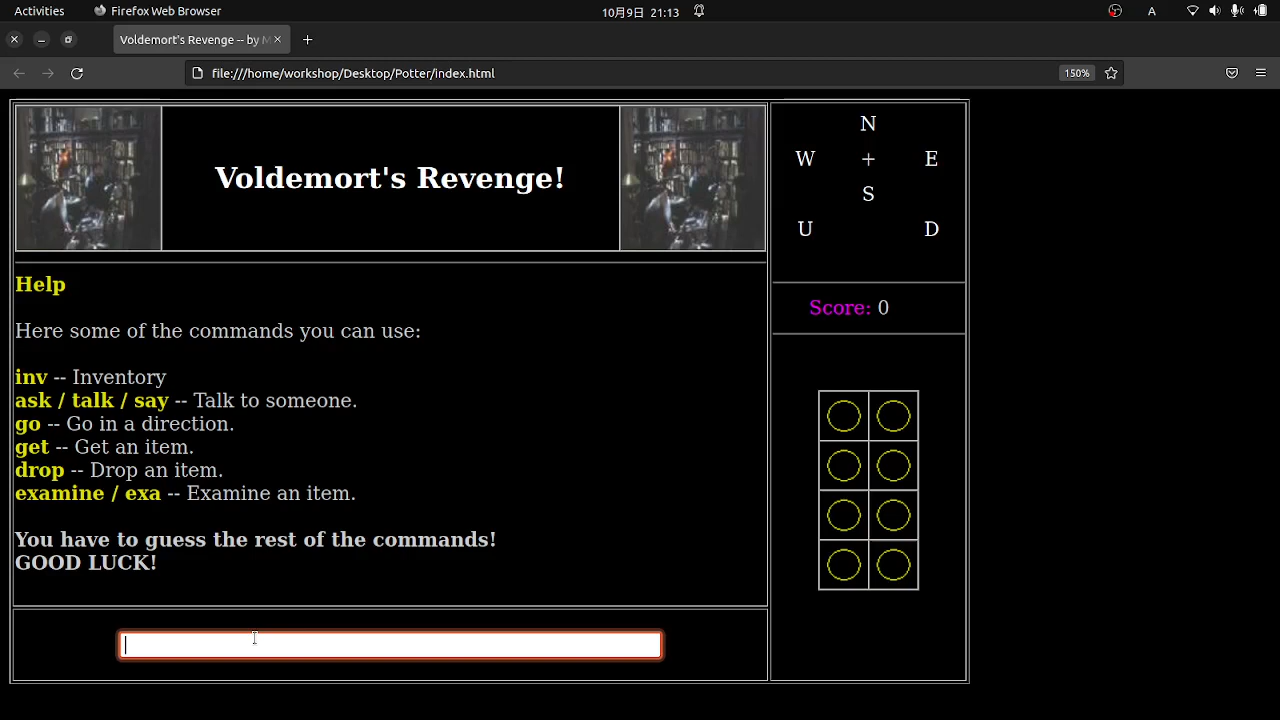 Activities
Firefox Web Browser
10月9日 21:13
A
Voldemort's Revenge -- by M
file:///home/workshop/Desktop/Potter/index.html
150%
Voldemort's Revenge!
N
W + E
S
U D
Score: 0
Help
Here some of the commands you can use:
inv -- Inventory
ask / talk / say -- Talk to someone.
go -- Go in a direction.
get -- Get an item.
drop -- Drop an item.
examine / exa -- Examine an item.
You have to guess the rest of the commands!
GOOD LUCK!